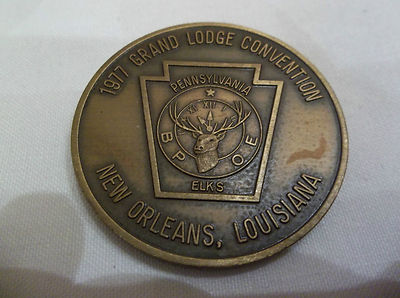 1977 GRAND LODGE CONVENTION
PENNSYLVANIA
XI XII I
B P O E
ELKS
NEW ORLEANS, LOUISIANA